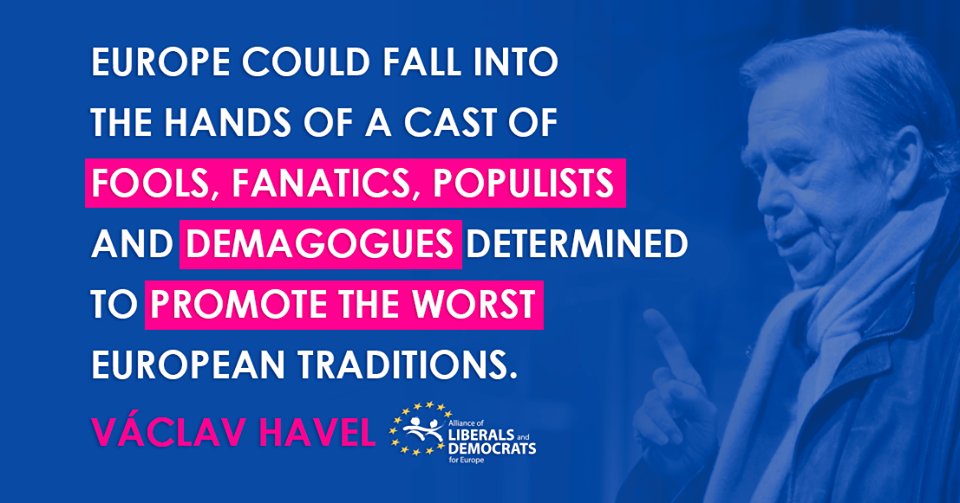 EUROPE COULD FALL INTO
THE HANDS OF A CAST OF
FOOLS, FANATICS, POPULISTS
AND DEMAGOGUES DETERMINED
TO PROMOTE THE WORST
EUROPEAN TRADITIONS.
VÁCLAV HAVEL
Alliance of
LIBERALS and
DEMOCRATS
for Europe